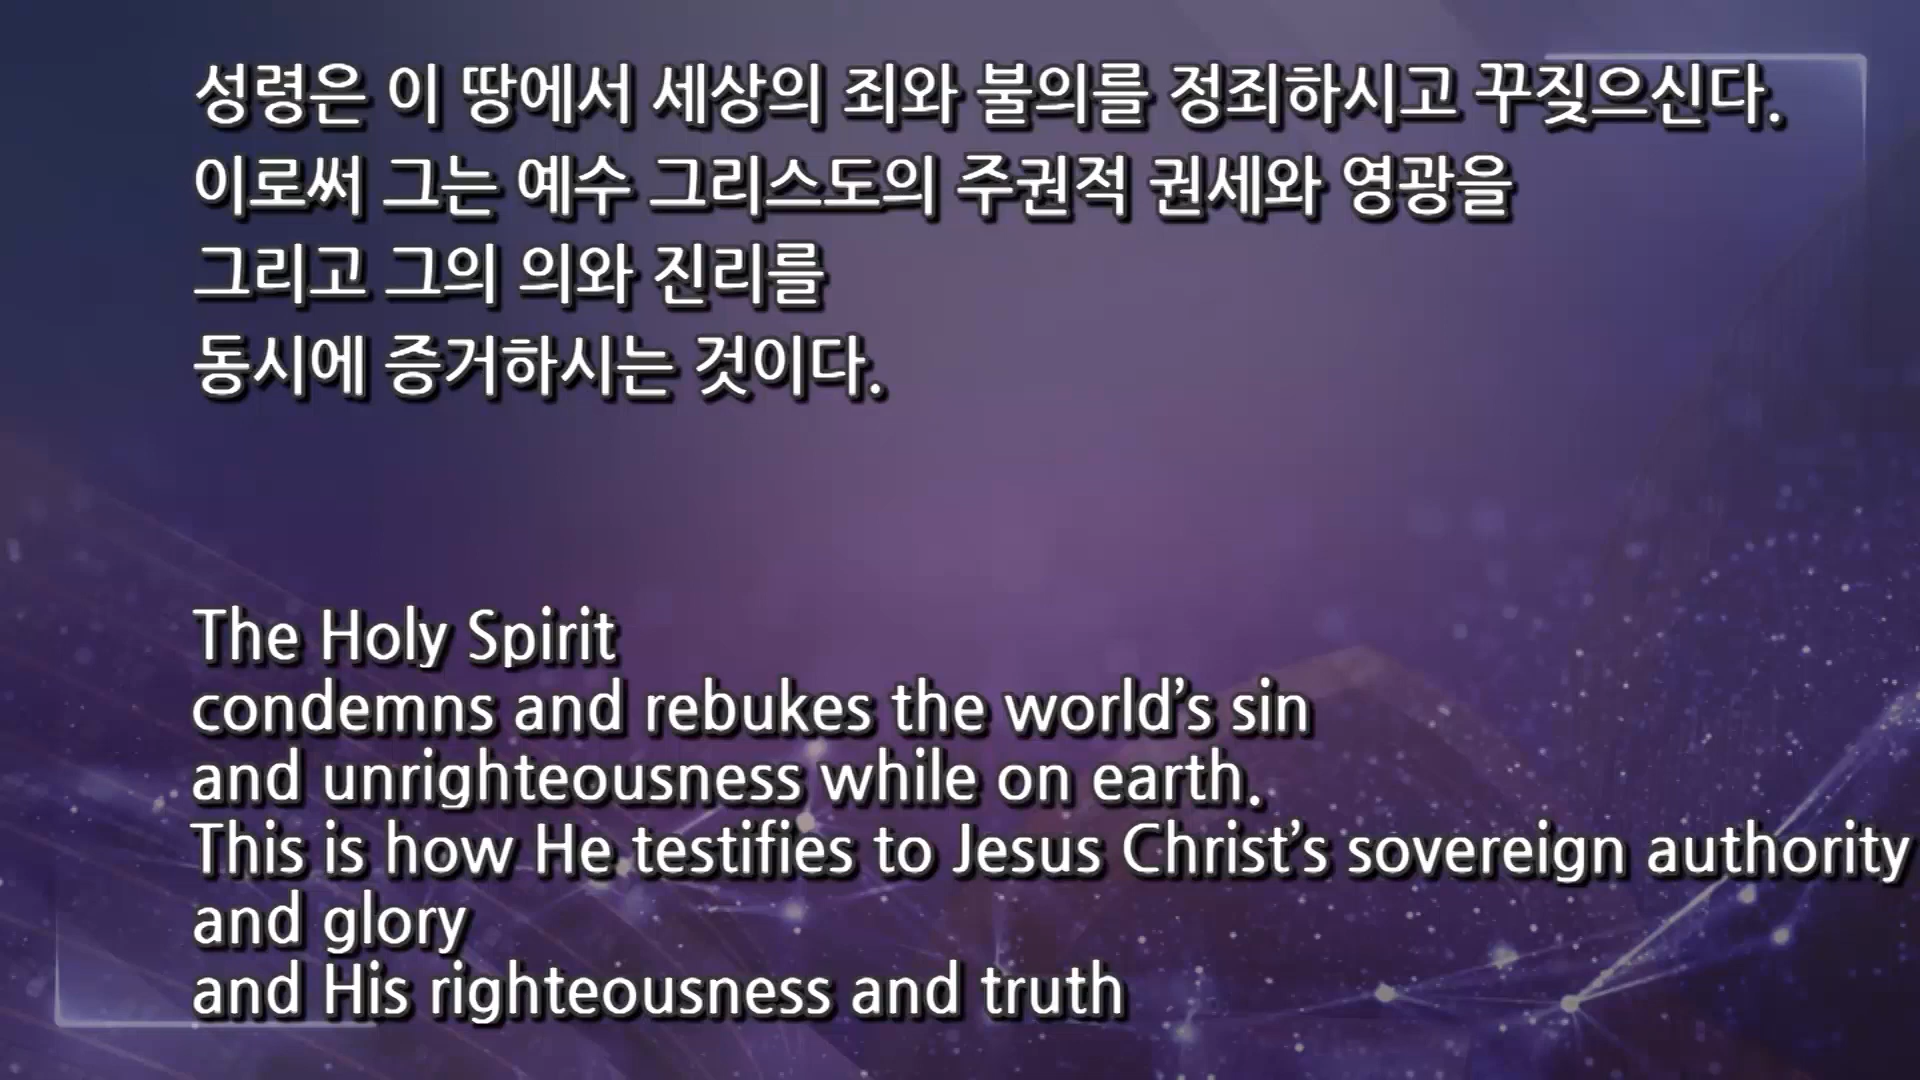 성령은 이 땅에서 세상의 죄와 불의를 정죄하시고 꾸짖으신다.
이로써 그는 예수 그리스도의 주권적 권세와 영광을
그리고 그의 의와 진리를
동시에 증거하시는 것이다.
The Holy Spirit
condemns and rebukes the world’s sin
and unrighteousness while on earth.
This is how He testifies to Jesus Christ’s sovereign authority
and glory
and His righteousness and truth